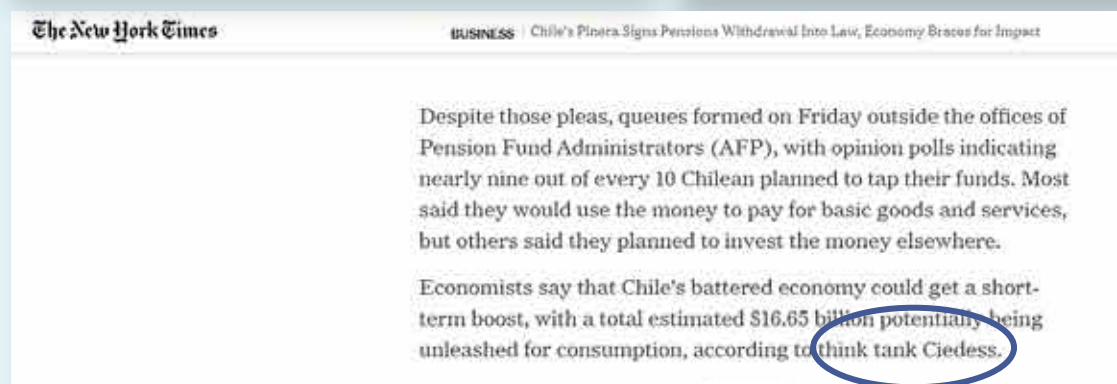 The New York Times
BUSINESS | Chile's Pinera Signs Pensions Withdrawal Into Law, Economy Braces for Impact
Despite those pleas, queues formed on Friday outside the offices of
Pension Fund Administrators (AFP), with opinion polls indicating
nearly nine out of every 10 Chilean planned to tap their funds. Most
said they would use the money to pay for basic goods and services,
but others said they planned to invest the money elsewhere.
Economists say that Chile's battered economy could get a short-
term boost, with a total estimated $16.65 billion potentially being
unleashed for consumption, according to think tank Ciedess.